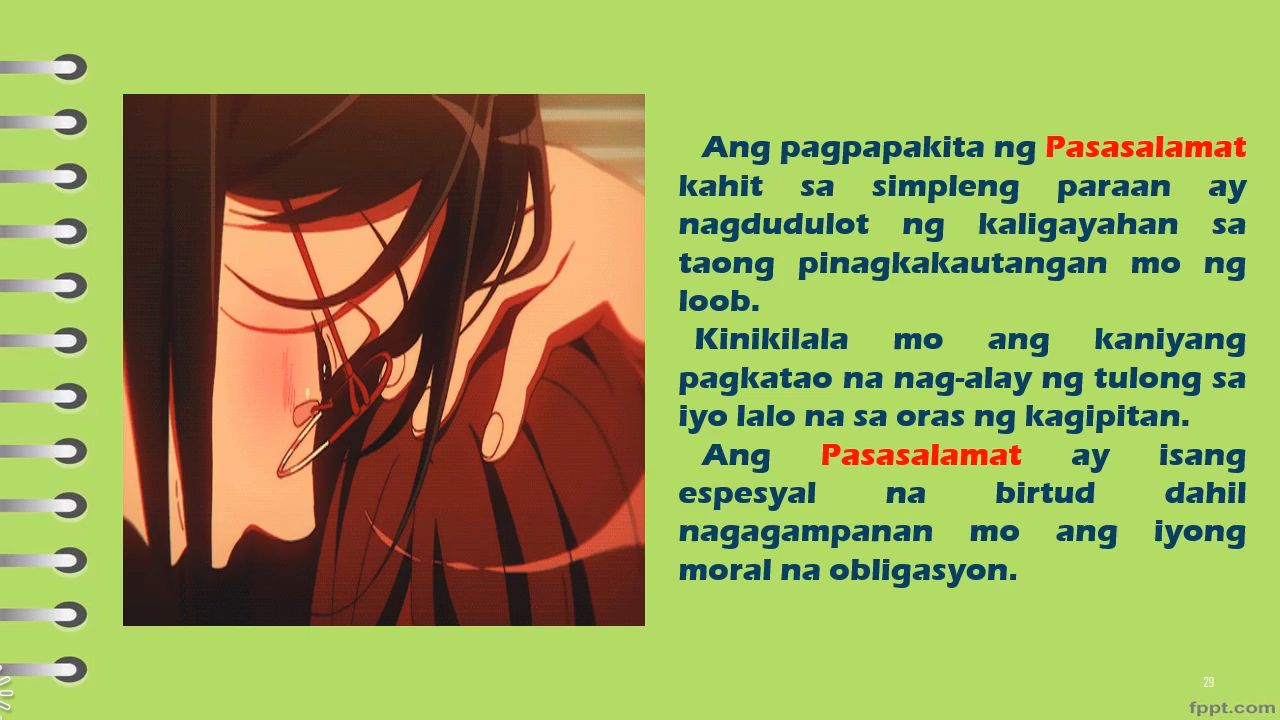 Ang pagpapakita ng Pasasalamat
kahit sa simpleng paraan ay
nagdudulot ng kaligayahan sa
taong pinagkakautangan mo ng
loob.
Kinikilala mo ang kaniyang
pagkatao na nag-alay ng tulong sa
iyo lalo na sa oras ng kagipitan.
Ang Pasasalamat ay isang
espesyal na birtud dahil
nagagampanan mo ang iyong
moral na obligasyon.
29
fppt.com